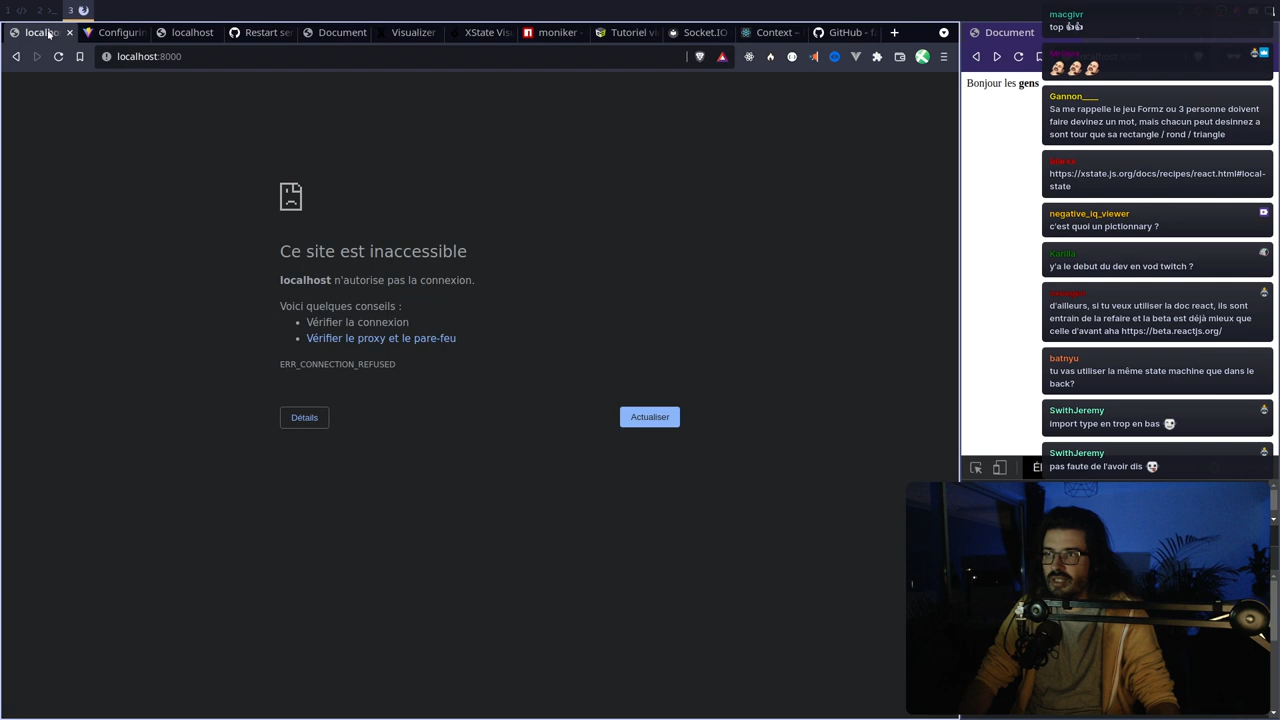 1
2
3
localho
Configurin
localhost
Restart se
Document
Visualizer
XState Visu
moniker
Tutoriel vi
Socket.IO
Context –
GitHub - f
Document
localhost:8000
Ce site est inaccessible
localhost n'autorise pas la connexion.
Voici quelques conseils :
Vérifier la connexion
Vérifier le proxy et le pare-feu
ERR_CONNECTION_REFUSED
Détails
Actualiser
Bonjour les gens
macgivr
top
Gannon____
Sa me rappelle le jeu Formz ou 3 personne doivent
faire devinez un mot, mais chacun peut desinnez a
sont tour que sa rectangle / rond / triangle
https://xstate.js.org/docs/recipes/react.html#local-
state
negative_iq_viewer
c'est quoi un pictionnary ?
Karilla
y'a le debut du dev en vod twitch ?
d'ailleurs, si tu veux utiliser la doc react, ils sont
entrain de la refaire et la beta est déjà mieux que
celle d'avant aha https://beta.reactjs.org/
batnyu
tu vas utiliser la même state machine que dans le
back?
SwithJeremy
import type en trop en bas
SwithJeremy
pas faute de l'avoir dis